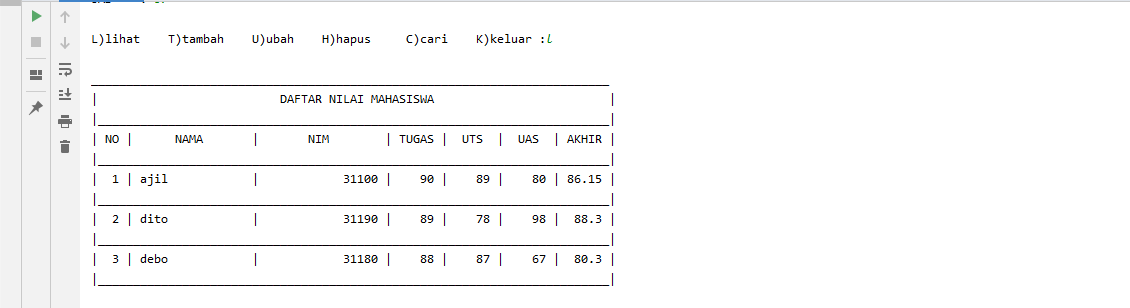 L)lihat T)tambah U)ubah H)hapus C)cari K)keluar :l
DAFTAR NILAI MAHASISWA
| NO | NAMA | NIM | TUGAS | UTS | UAS | AKHIR |
| 1 | ajil | 31100 | 90 | 89 | 80 | 86.15 |
| 2 | dito | 31190 | 89 | 78 | 98 | 88.3 |
| 3 | debo | 31180 | 88 | 87 | 67 | 80.3 |